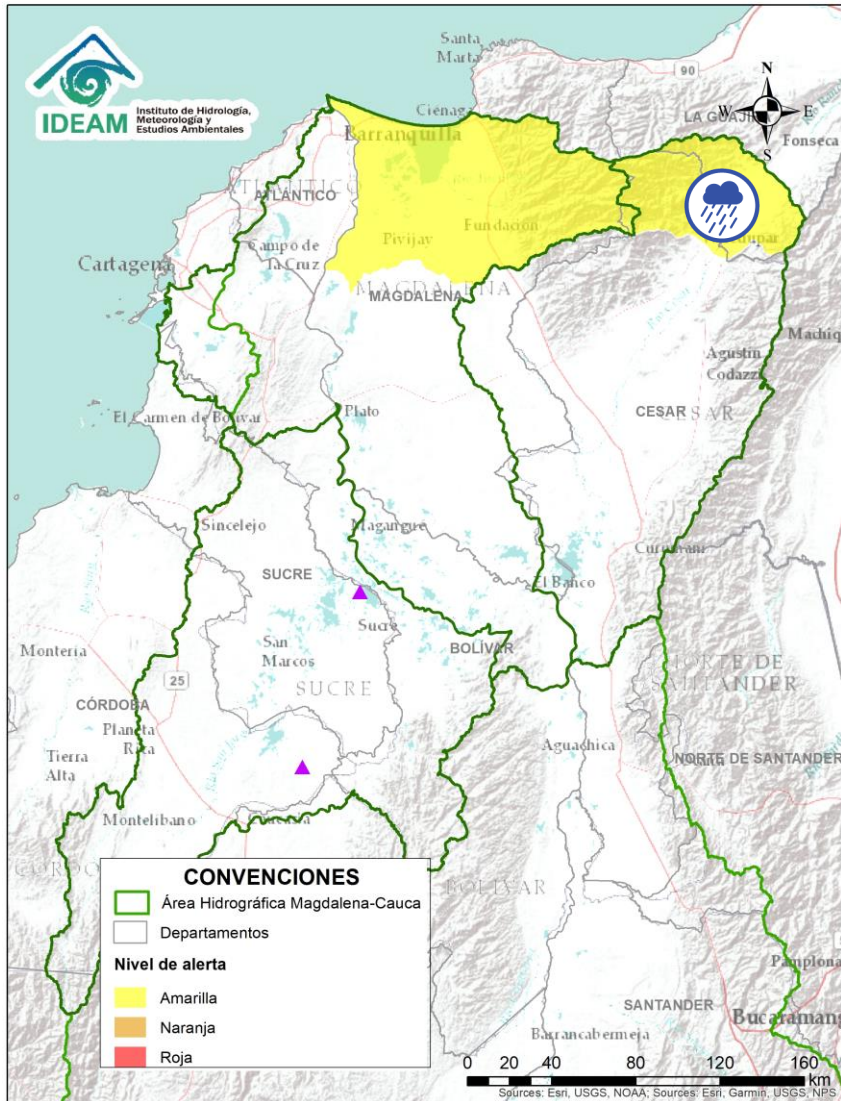 IDEAM
Instituto de Hidrología,
Meteorología y
Estudios Ambientales
Santa
Marta
90
N
W
E
S
LA GUAJIRA
Fonseca
Ciénaga
Barranquilla
ATLÁNTICO
Fundación
Pivijay
Campo de
la Cruz
Cartagena
MAGDALENA
MAGDALENA
Agustín
Codazzi
CESAR
CESAR
El Carmen de Bolívar
Plato
Sincelejo
Magangue
SUCRE
El Banco
Sucre
San
Marcos
BOLÍVAR
Montería
25
SUCRE
NORTE DE
SANTANDER
CÓRDOBA
Planeta
Rica
Tierra
Alta
Aguachica
NORTE DE SANTANDER
Montelibano
BOLÍVAR
CONVENCIONES
Área Hidrográfica Magdalena-Cauca
Departamentos
Nivel de alerta
Amarilla
Naranja
Roja
Pamplona
SANTANDER
Barrancabermeja
0 20 40 80 120 160
km
Sources: Esri, USGS, NOAA; Sources: Esri, Garmin, USGS, NPS